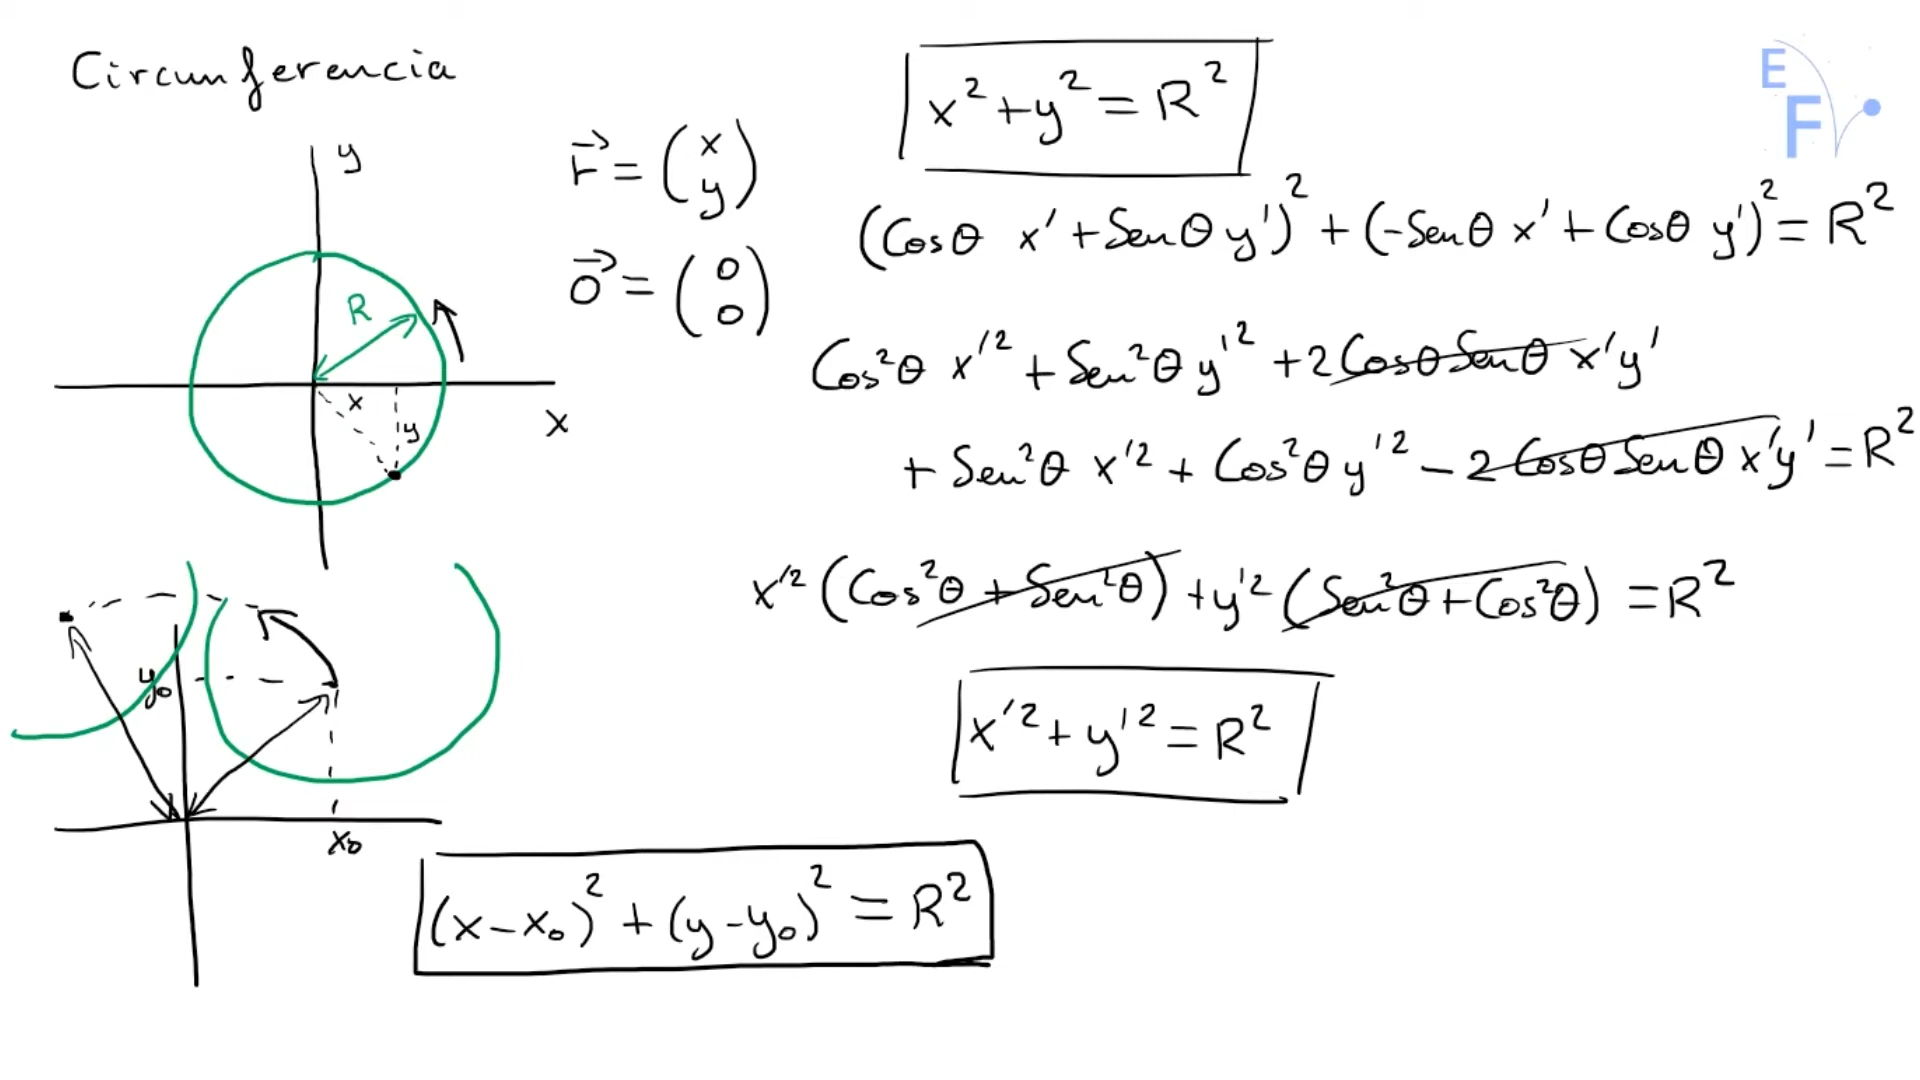 Circunferencia
y
R
x
y
x
r⃗ = (x y)
o⃗ = (0 0)
x² + y² = R²
(Cosθ x' + Senθ y')² + (-Senθ x' + Cosθ y')² = R²
Cos²θ x'² + Sen²θ y'² + 2 Cosθ Senθ x'y'
+ Sen²θ x'² + Cos²θ y'² - 2 Cosθ Senθ x'y' = R²
x'² (Cos²θ + Sen²θ) + y'² (Sen²θ + Cos²θ) = R²
x'² + y'² = R²
y₀
x₀
(x - x₀)² + (y - y₀)² = R²
E
F